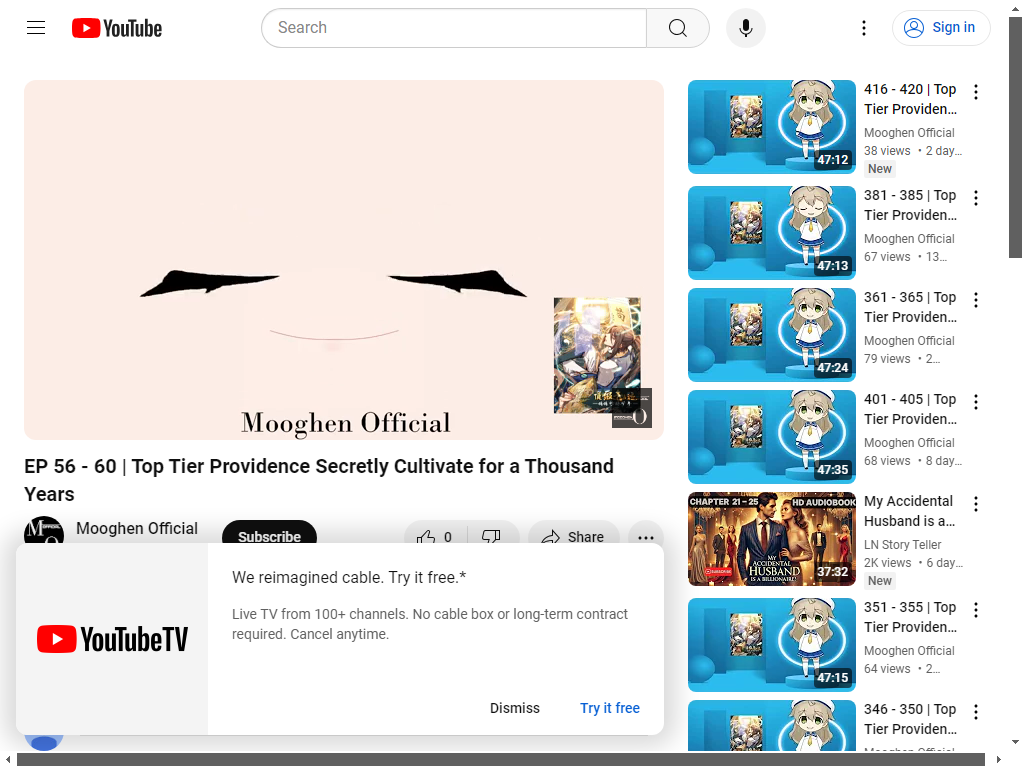 YouTube
Search
Sign in
Mooghen Official
EP 56 - 60 | Top Tier Providence Secretly Cultivate for a Thousand
Years
Mooghen Official
Subscribe
0
Share
We reimagined cable. Try it free.*
Live TV from 100+ channels. No cable box or long-term contract
required. Cancel anytime.
YouTubeTV
Dismiss
Try it free
47:12
416 - 420 | Top
Tier Providen…
Mooghen Official
38 views • 2 day…
New
47:13
381 - 385 | Top
Tier Providen…
Mooghen Official
67 views • 13…
47:24
361 - 365 | Top
Tier Providen…
Mooghen Official
79 views • 2…
47:35
401 - 405 | Top
Tier Providen…
Mooghen Official
68 views • 8 day…
CHAPTER 21 – 25
HD AUDIOBOOK
MY
ACCIDENTAL
HUSBAND
IS A BILLIONAIRE!
37:32
My Accidental
Husband is a…
LN Story Teller
2K views • 6 day…
New
47:15
351 - 355 | Top
Tier Providen…
Mooghen Official
64 views • 2…
346 - 350 | Top
Tier Providen…
Mooghen Official